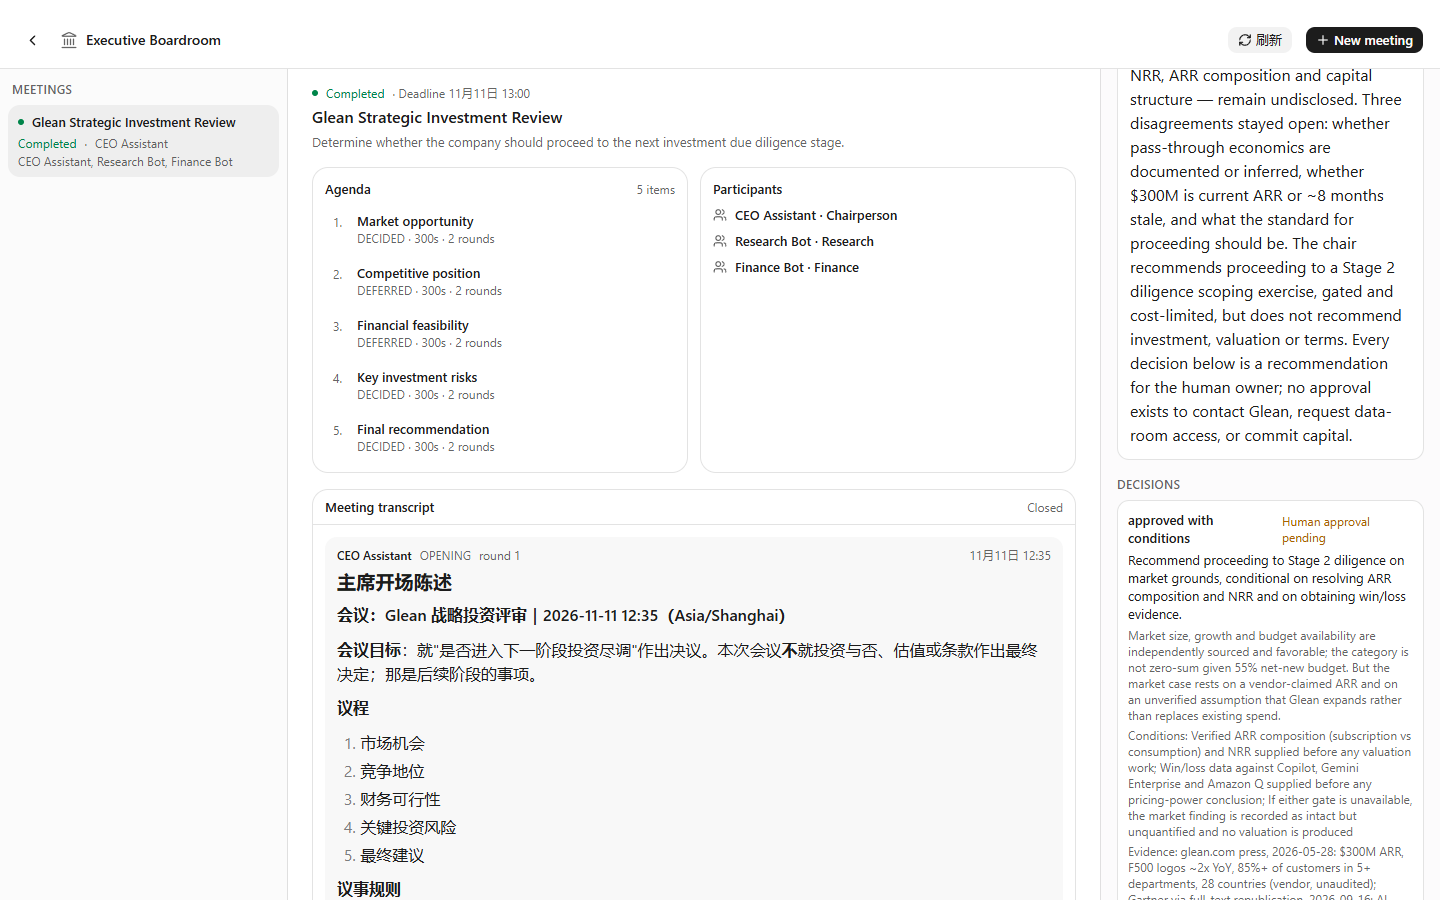 Executive Boardroom
刷新
New meeting
MEETINGS
Glean Strategic Investment Review
Completed · CEO Assistant
CEO Assistant, Research Bot, Finance Bot
Completed · Deadline 11月11日 13:00
Glean Strategic Investment Review
Determine whether the company should proceed to the next investment due diligence stage.
Agenda
5 items
1. Market opportunity
DECIDED · 300s · 2 rounds
2. Competitive position
DEFERRED · 300s · 2 rounds
3. Financial feasibility
DEFERRED · 300s · 2 rounds
4. Key investment risks
DECIDED · 300s · 2 rounds
5. Final recommendation
DECIDED · 300s · 2 rounds
Participants
CEO Assistant · Chairperson
Research Bot · Research
Finance Bot · Finance
Meeting transcript
Closed
CEO Assistant OPENING round 1
11月11日 12:35
主席开场陈述
会议：Glean 战略投资评审 | 2026-11-11 12:35（Asia/Shanghai）
会议目标：就"是否进入下一阶段投资尽调"作出决议。本次会议不就投资与否、估值或条款作出最终
决定；那是后续阶段的事项。
议程
1. 市场机会
2. 竞争地位
3. 财务可行性
4. 关键投资风险
5. 最终建议
议事规则
NRR, ARR composition and capital
structure — remain undisclosed. Three
disagreements stayed open: whether
pass-through economics are
documented or inferred, whether
$300M is current ARR or ~8 months
stale, and what the standard for
proceeding should be. The chair
recommends proceeding to a Stage 2
diligence scoping exercise, gated and
cost-limited, but does not recommend
investment, valuation or terms. Every
decision below is a recommendation
for the human owner; no approval
exists to contact Glean, request data-
room access, or commit capital.
DECISIONS
approved with
conditions
Human approval
pending
Recommend proceeding to Stage 2 diligence on
market grounds, conditional on resolving ARR
composition and NRR and on obtaining win/loss
evidence.
Market size, growth and budget availability are
independently sourced and favorable; the category is
not zero-sum given 55% net-new budget. But the
market case rests on a vendor-claimed ARR and on
an unverified assumption that Glean expands rather
than replaces existing spend.
Conditions: Verified ARR composition (subscription vs
consumption) and NRR supplied before any valuation
work; Win/loss data against Copilot, Gemini
Enterprise and Amazon Q supplied before any
pricing-power conclusion; If either gate is unavailable,
the market finding is recorded as intact but
unquantified and no valuation is produced
Evidence: glean.com press, 2026-05-28: $300M ARR,
F500 logos ~2x YoY, 85%+ of customers in 5+
departments, 28 countries (vendor, unaudited);
Gartner via full-text republication, 2026-09-16: AI